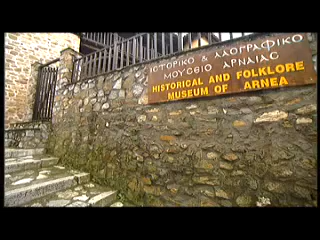 ΙΣΤΟΡΙΚΟ & ΛΑΟΓΡΑΦΙΚΟ
ΜΟΥΣΕΙΟ ΑΡΝΑΙΑΣ
HISTORICAL AND FOLKLORE
MUSEUM OF ARNEA